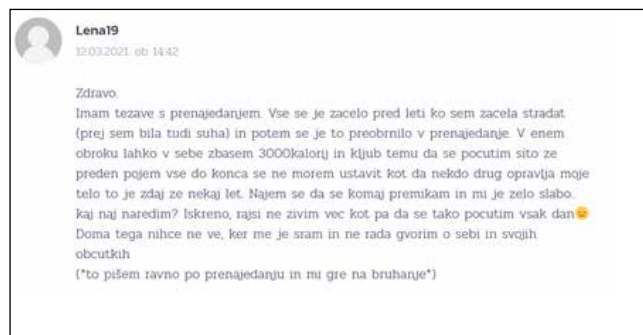 Lena19
12.03.2021 ob 14:42
Zdravo.
Imam tezave s prenajedanjem. Vse se je zacelo pred leti ko sem zacela stradat
(prej sem bila tudi suha) in potem se je to preobrnilo v prenajedanje. V enem
obroku lahko v sebe zbasem 3000kalorij in kljub temu da se pocutim sito ze
preden pojem vse do konca se ne morem ustavit kot da nekdo drug opravlja moje
telo to je zdaj ze nekaj let. Najem se da se komaj premikam in mi je zelo slabo.
kaj naj naredim? Iskreno, rajsi ne zivim vec kot pa da se tako pocutim vsak dan😞
Doma tega nihce ne ve, ker me je sram in ne rada gvorim o sebi in svojih
obcutkih
(*to pišem ravno po prenajedanju in mi gre na bruhanje*)